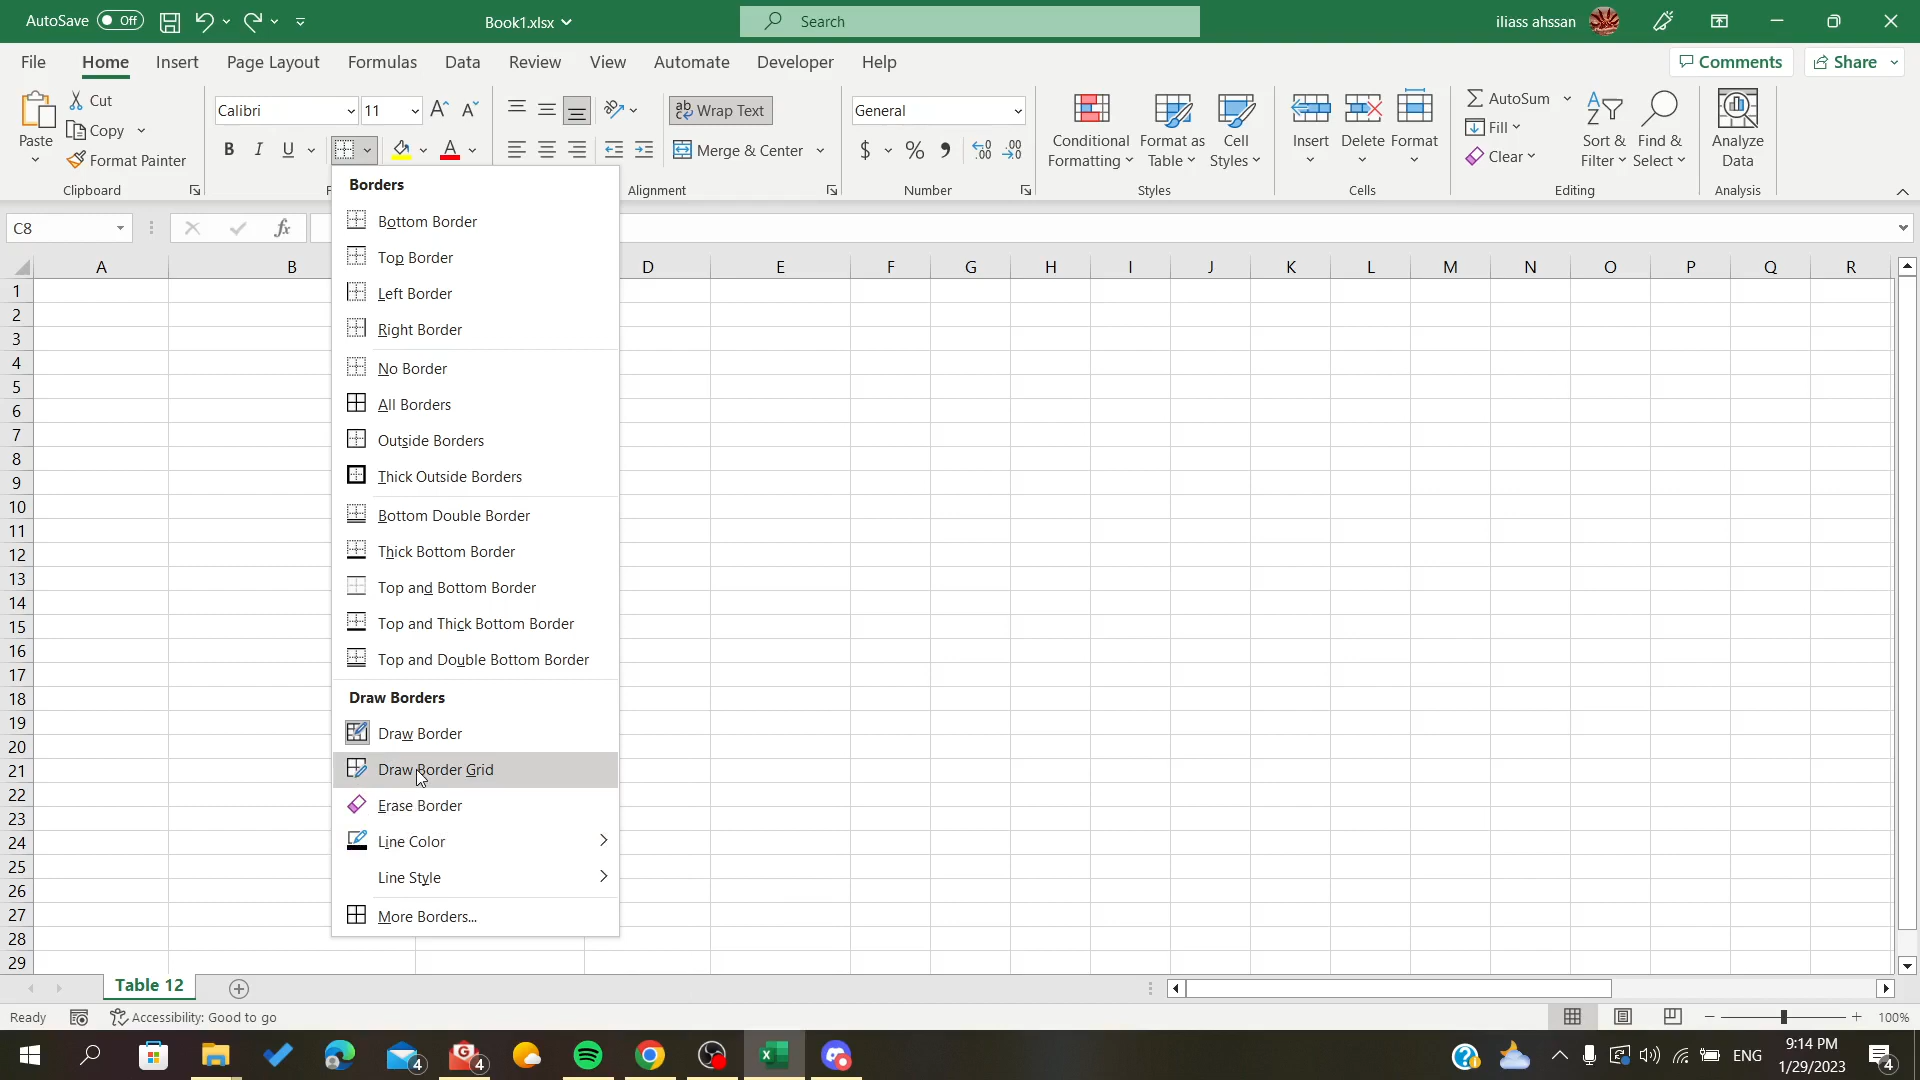 AutoSave Off Book1.xlsx Search iliass ahssan
File Home Insert Page Layout Formulas Data Review View Automate Developer Help Comments Share
Paste Cut Copy Format Painter Clipboard
Calibri 11
B I U A
ab Wrap Text
Merge & Center
Alignment
General
$ % 9 .00 .00
Number
Conditional Formatting
Format as Table
Cell Styles
Styles
Insert Delete Format
Cells
AutoSum
Fill
Clear
Sort & Filter
Find & Select
Editing
Analyze Data
Analysis
C8 fx
A B D E F G H I J K L M N O P Q R
1
2
3
4
5
6
7
8
9
10
11
12
13
14
15
16
17
18
19
20
21
22
23
24
25
26
27
28
29
Borders
Bottom Border
Top Border
Left Border
Right Border
No Border
All Borders
Outside Borders
Thick Outside Borders
Bottom Double Border
Thick Bottom Border
Top and Bottom Border
Top and Thick Bottom Border
Top and Double Bottom Border
Draw Borders
Draw Border
Draw Border Grid
Erase Border
Line Color
Line Style
More Borders...
Table 12
Ready Accessibility: Good to go 100%
4 4 ENG 9:14 PM
1/29/2023 4